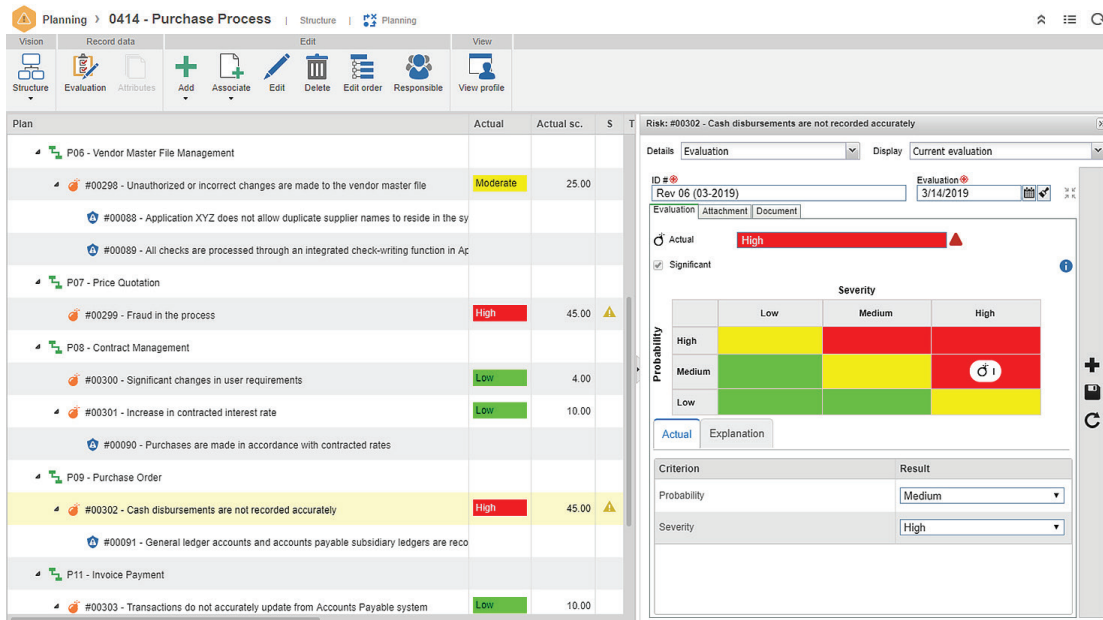 Planning > 0414 - Purchase Process | Structure | Planning
Vision Record data Edit View
Structure Evaluation Attributes Add Associate Edit Delete Edit order Responsible View profile
Plan Actual Actual sc. S T
P06 - Vendor Master File Management
#00298 - Unauthorized or incorrect changes are made to the vendor master file Moderate 25.00
#00088 - Application XYZ does not allow duplicate supplier names to reside in the sy
#00089 - All checks are processed through an integrated check-writing function in Ap
P07 - Price Quotation
#00299 - Fraud in the process High 45.00
P08 - Contract Management
#00300 - Significant changes in user requirements Low 4.00
#00301 - Increase in contracted interest rate Low 10.00
#00090 - Purchases are made in accordance with contracted rates
P09 - Purchase Order
#00302 - Cash disbursements are not recorded accurately High 45.00
#00091 - General ledger accounts and accounts payable subsidiary ledgers are reco
P11 - Invoice Payment
#00303 - Transactions do not accurately update from Accounts Payable system Low 10.00
Risk: #00302 - Cash disbursements are not recorded accurately
Details Evaluation Display Current evaluation
ID # Evaluation
Rev 06 (03-2019) 3/14/2019
Evaluation Attachment Document
Actual High
Significant
Severity
Low Medium High
Probability
High
Medium I
Low
Actual Explanation
Criterion Result
Probability Medium
Severity High